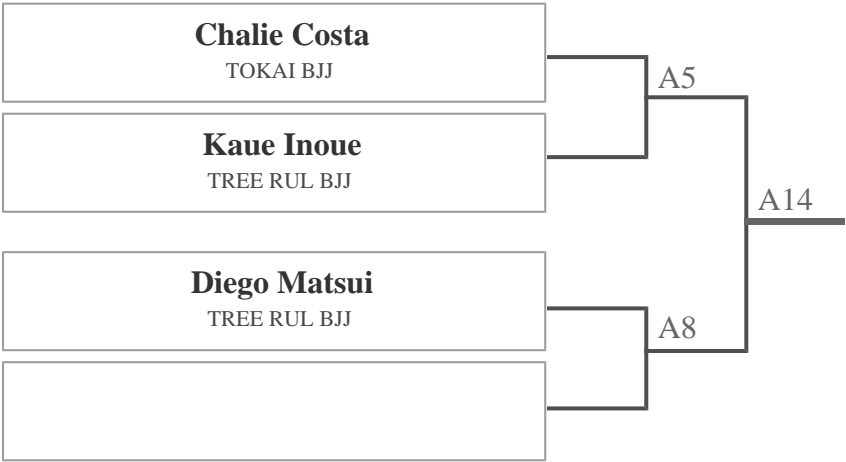 Chalie Costa
TOKAI BJJ
A5
Kaue Inoue
TREE RUL BJJ
A14
Diego Matsui
TREE RUL BJJ
A8